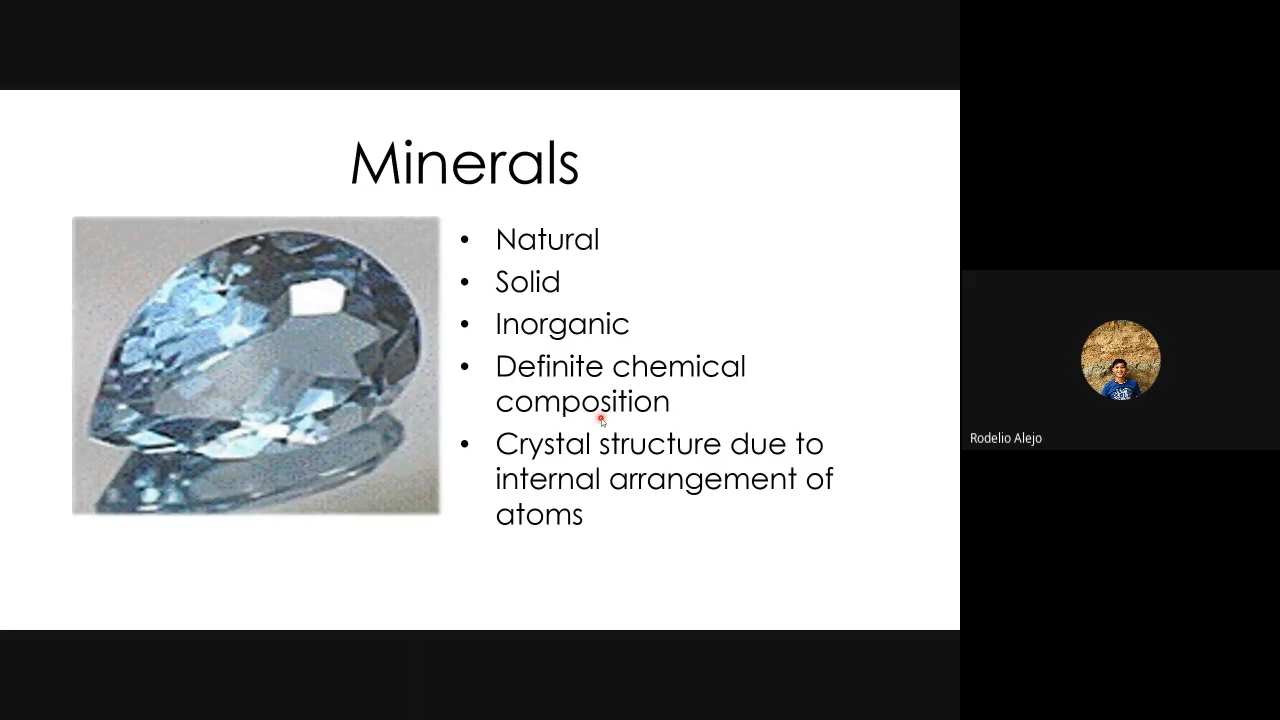 Minerals
• Natural
• Solid
• Inorganic
• Definite chemical
composition
• Crystal structure due to
internal arrangement of
atoms
Rodelio Alejo